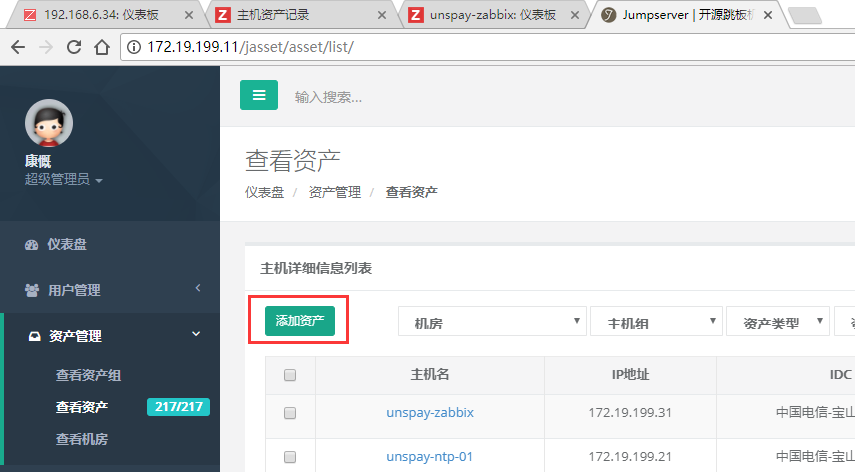 192.168.6.34: 仪表板
主机资产记录
unspay-zabbix: 仪表板
Jumpserver | 开源跳板
172.19.199.11/jasset/asset/list/
输入搜索...
康慨
超级管理员
查看资产
仪表盘 / 资产管理 / 查看资产
仪表盘
用户管理
资产管理
查看资产组
查看资产 217/217
查看机房
主机详细信息列表
添加资产 机房 主机组 资产类型
主机名 IP地址 IDC
unspay-zabbix 172.19.199.31 中国电信-宝山
unspay-ntp-01 172.19.199.21 中国电信-宝山